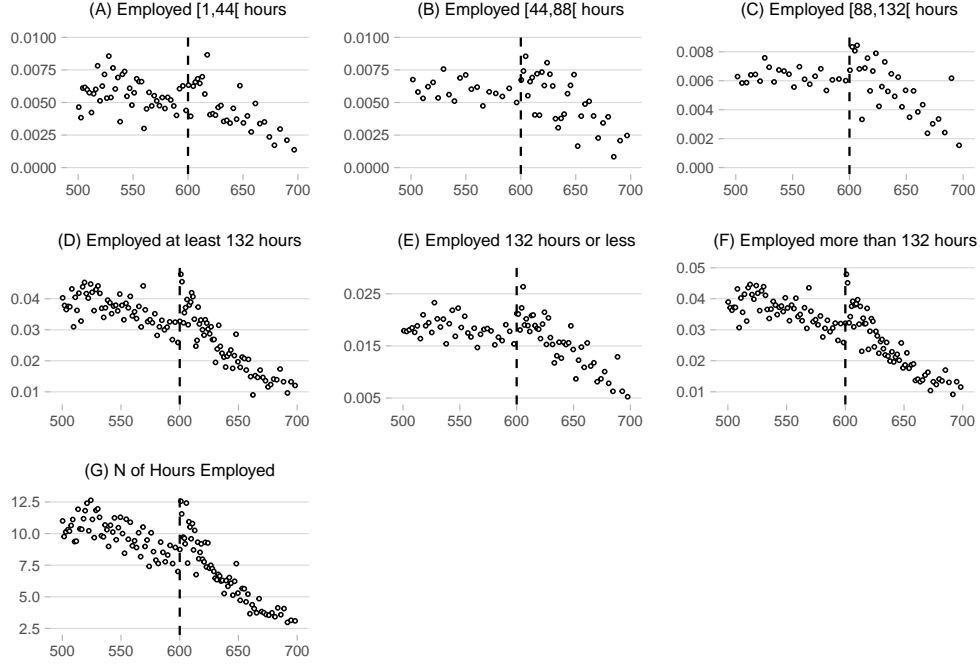 (A) Employed [1,44[ hours
0.0100
0.0075
0.0050
0.0025
0.0000
500 550 600 650 700
(B) Employed [44,88[ hours
0.0100
0.0075
0.0050
0.0025
0.0000
500 550 600 650 700
(C) Employed [88,132[ hours
0.008
0.006
0.004
0.002
0.000
500 550 600 650 700
(D) Employed at least 132 hours
0.04
0.03
0.02
0.01
500 550 600 650 700
(E) Employed 132 hours or less
0.025
0.015
0.005
500 550 600 650 700
(F) Employed more than 132 hours
0.05
0.04
0.03
0.02
0.01
500 550 600 650 700
(G) N of Hours Employed
12.5
10.0
7.5
5.0
2.5
500 550 600 650 700